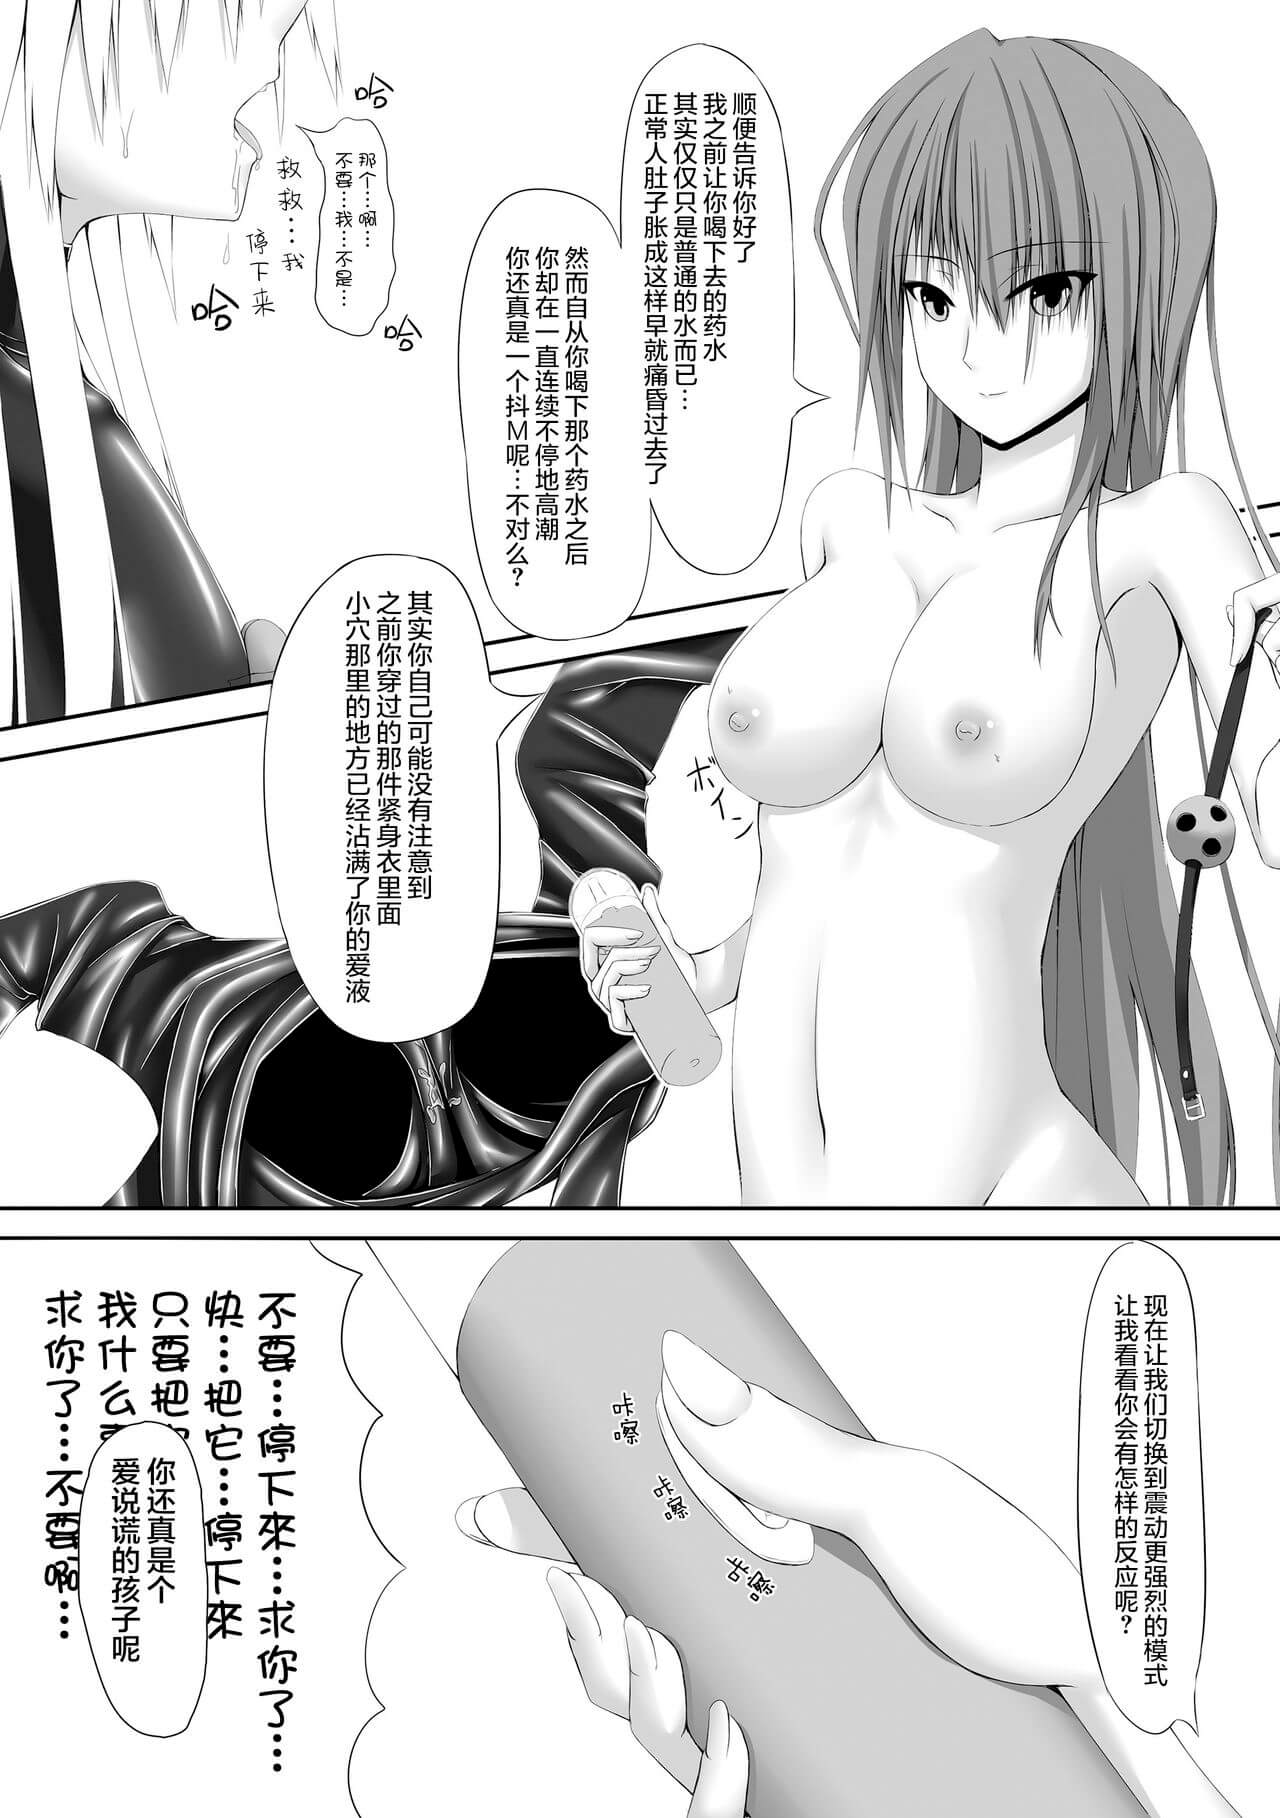 顺便告诉你好了
我之前让你喝下去的药水
其实仅仅只是普通的水而已…
正常人肚子胀成这样早就痛昏过去了
然而自从你喝下那个药水之后
你却在一直连续不停地高潮
你还真是一个抖M呢…不对么？
哈
那个…啊…
不要…我…不是…
救救…我
停下来
哈
哈
其实你自己可能没有注意到
之前你穿过的那件紧身衣里面
小穴那里的地方已经沾满了你的爱液
ボイン
现在让我们切换到震动更强烈的模式
让我看看你会有怎样的反应呢？
咔嚓
咔嚓
咔嚓
不要…停下來…求你了…
快…把它…停下來
只要把
我什么
求你了…不要啊…
你还真是个
爱说谎的孩子呢